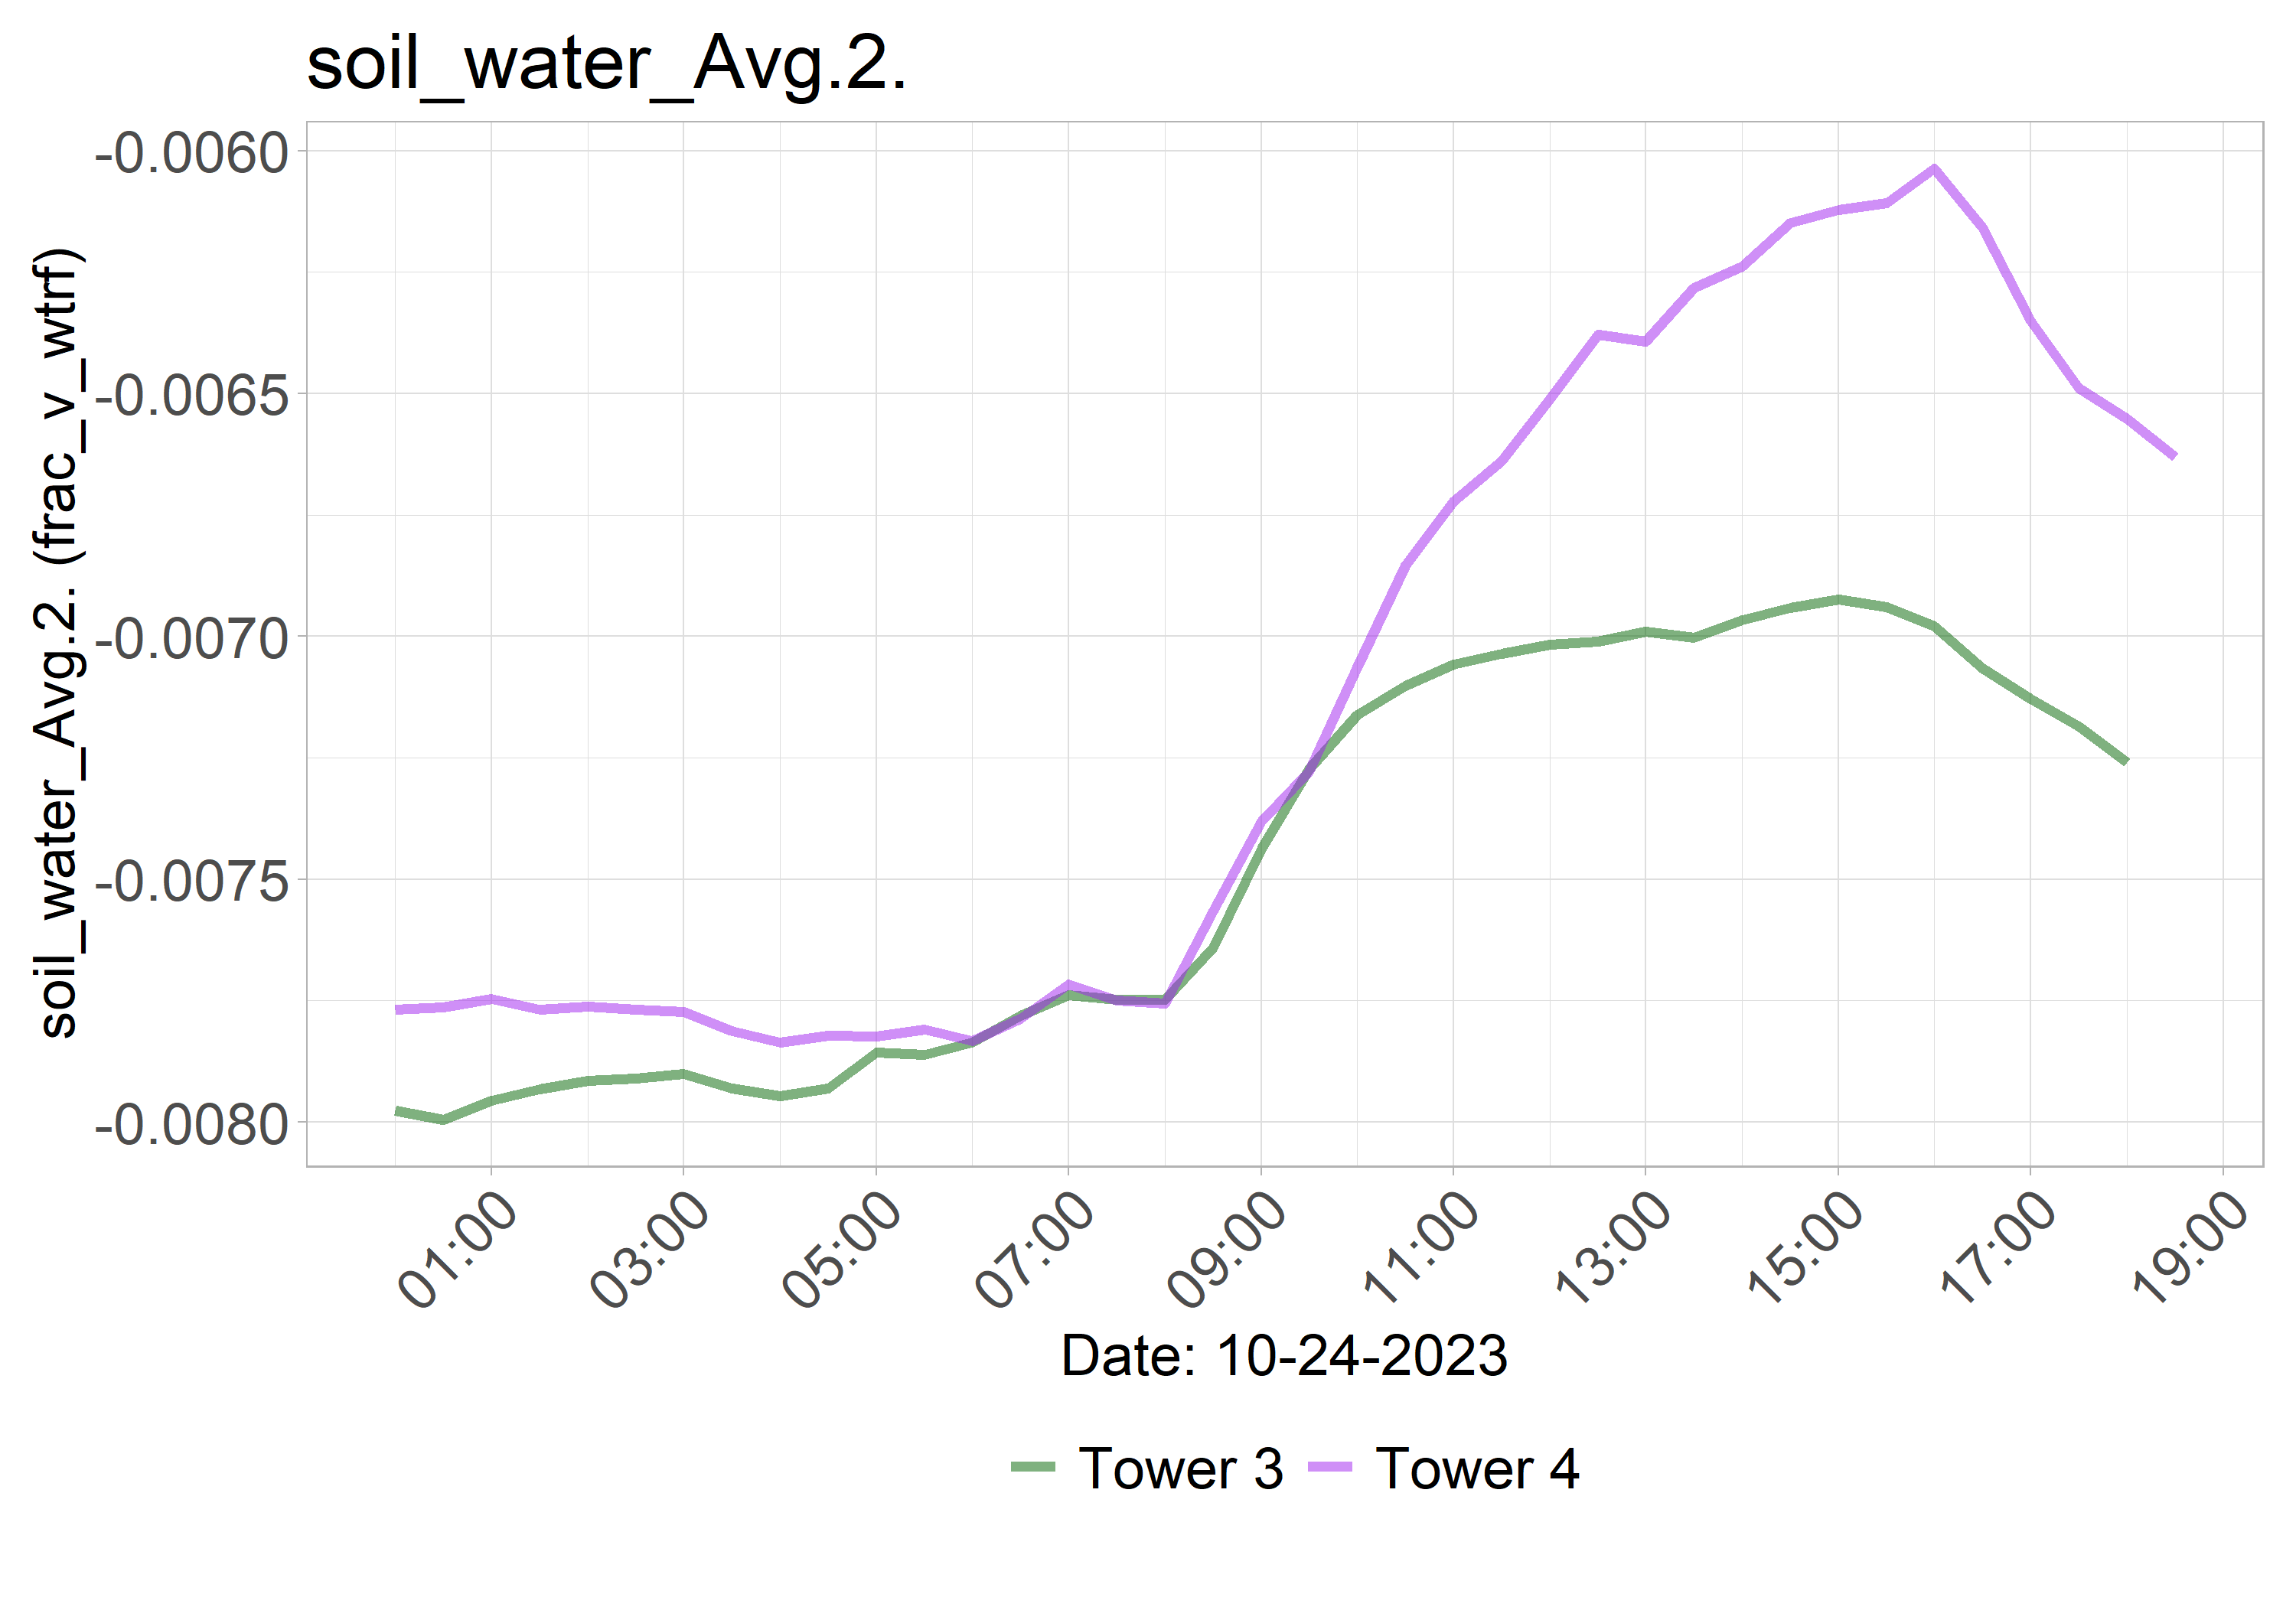 soil_water_Avg.2.
soil_water_Avg.2. (frac_v_wtrf)
-0.0060
-0.0065
-0.0070
-0.0075
-0.0080
01:00 03:00 05:00 07:00 09:00 11:00 13:00 15:00 17:00 19:00
Date: 10-24-2023
Tower 3 Tower 4